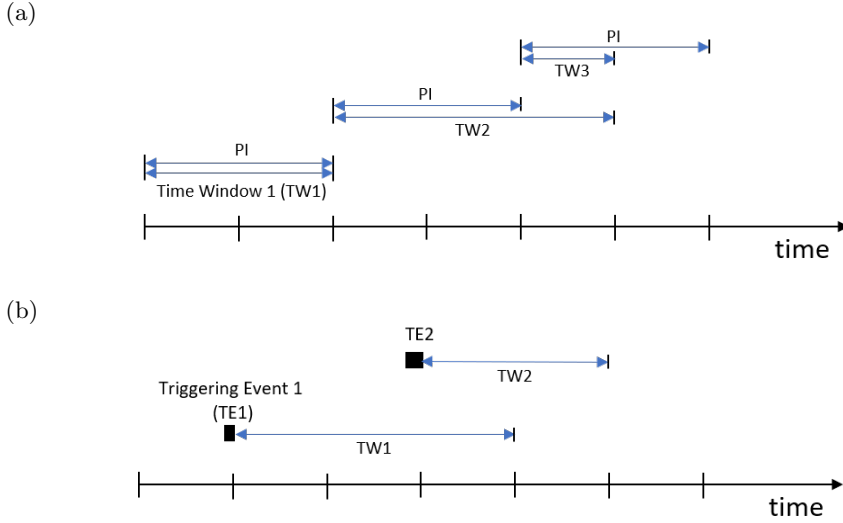 (a)
PI
TW3
PI
TW2
PI
Time Window 1 (TW1)
time
(b)
TE2
TW2
Triggering Event 1
(TE1)
TW1
time